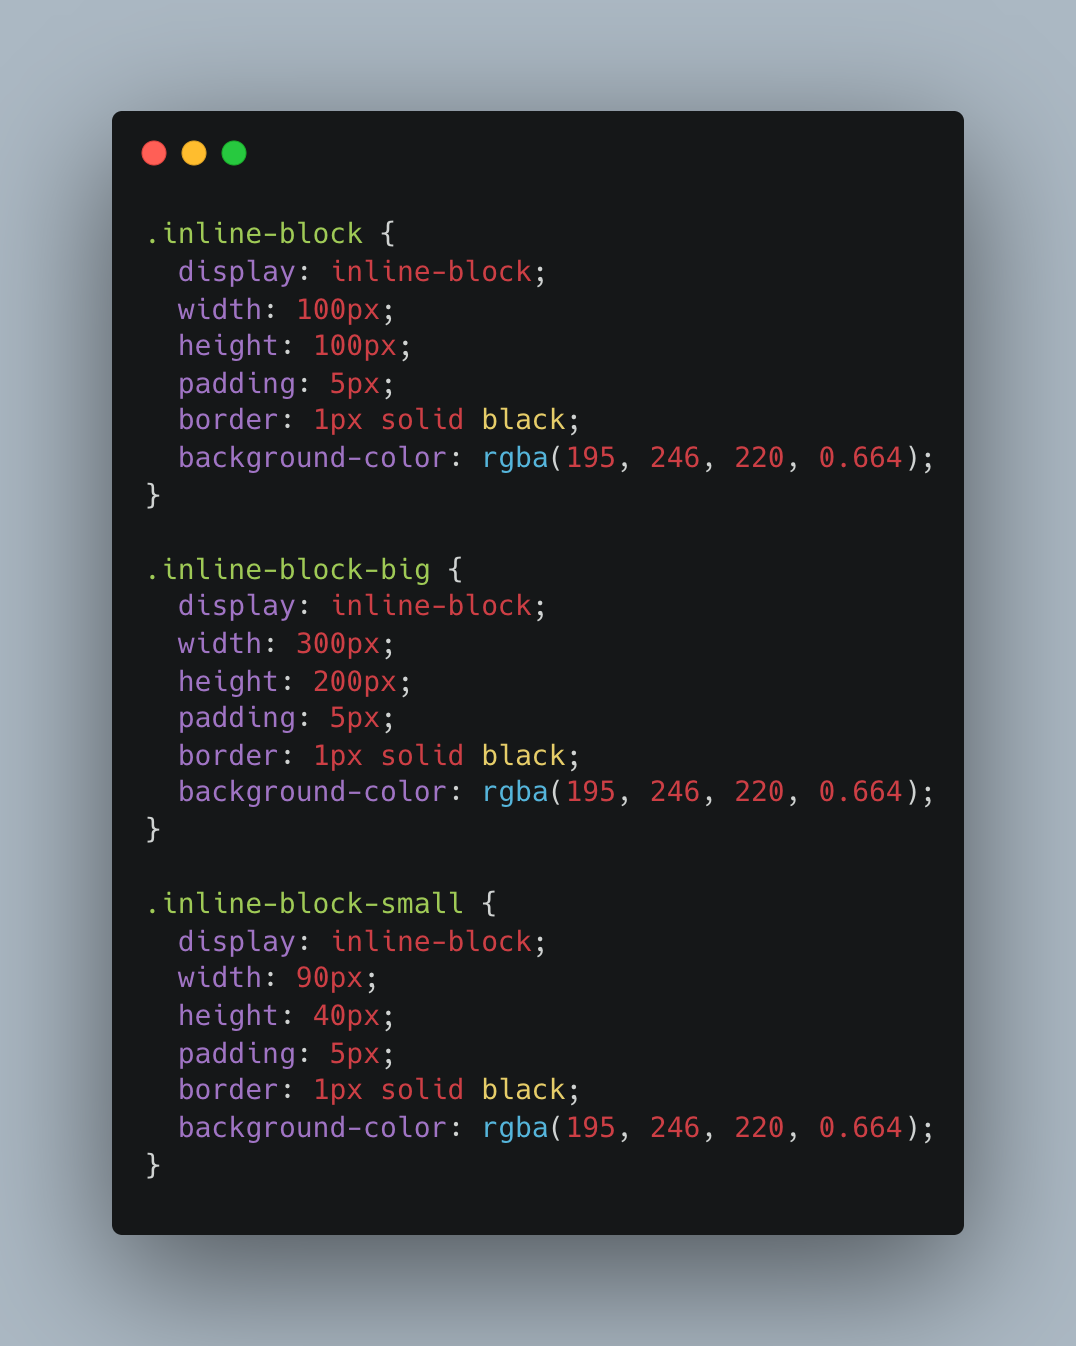 .inline-block {
  display: inline-block;
  width: 100px;
  height: 100px;
  padding: 5px;
  border: 1px solid black;
  background-color: rgba(195, 246, 220, 0.664);
}

.inline-block-big {
  display: inline-block;
  width: 300px;
  height: 200px;
  padding: 5px;
  border: 1px solid black;
  background-color: rgba(195, 246, 220, 0.664);
}

.inline-block-small {
  display: inline-block;
  width: 90px;
  height: 40px;
  padding: 5px;
  border: 1px solid black;
  background-color: rgba(195, 246, 220, 0.664);
}